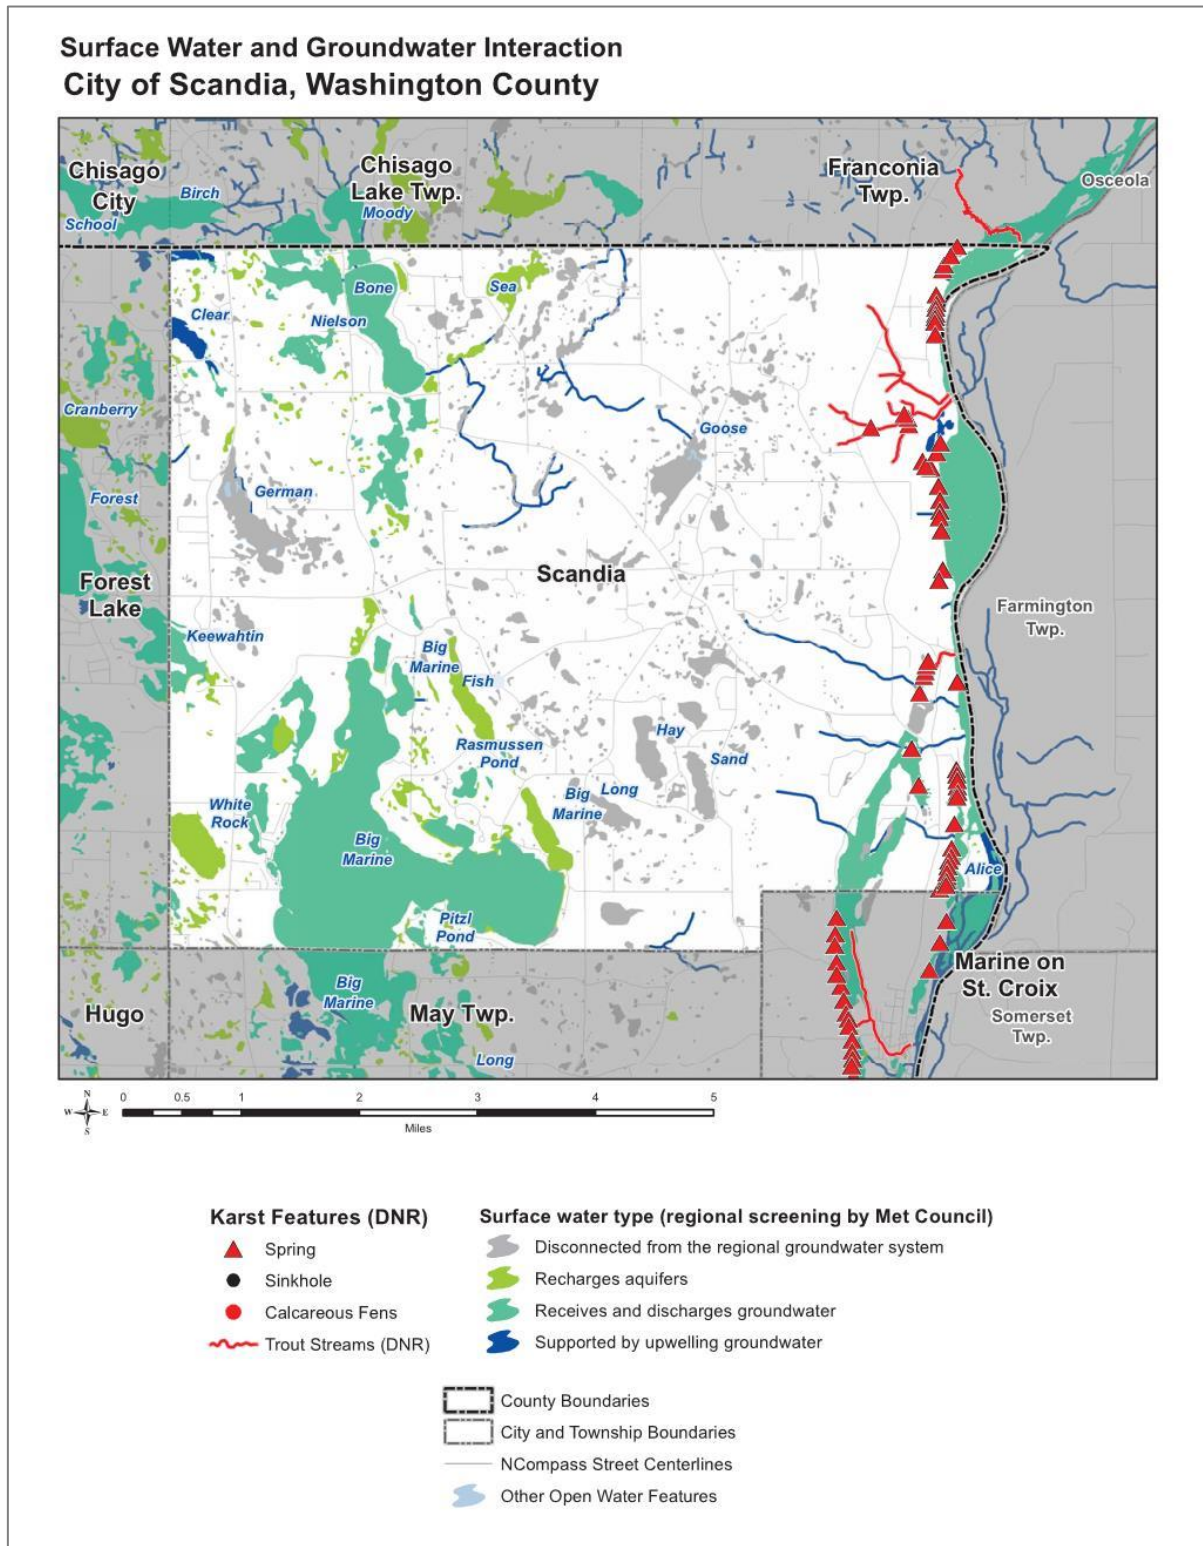 Surface Water and Groundwater Interaction
City of Scandia, Washington County
Chisago
City
School
Birch
Chisago
Lake Twp.
Moody
Franconia
Twp.
Osceola
Clear
Nielson
Bone
Sea
Cranberry
Goose
Forest
German
Forest
Lake
Scandia
Farmington
Twp.
Keewahtin
Big
Marine
Fish
Rasmussen
Pond
Hay
Sand
Big
Marine
Long
White
Rock
Big
Marine
Alice
Pitzl
Pond
Big
Marine
Marine on
St. Croix
Hugo
May Twp.
Somerset
Twp.
Long
N
W
E
S
0 0.5 1 2 3 4 5
Miles
Karst Features (DNR)
Spring
Sinkhole
Calcareous Fens
Trout Streams (DNR)
Surface water type (regional screening by Met Council)
Disconnected from the regional groundwater system
Recharges aquifers
Receives and discharges groundwater
Supported by upwelling groundwater
County Boundaries
City and Township Boundaries
NCompass Street Centerlines
Other Open Water Features